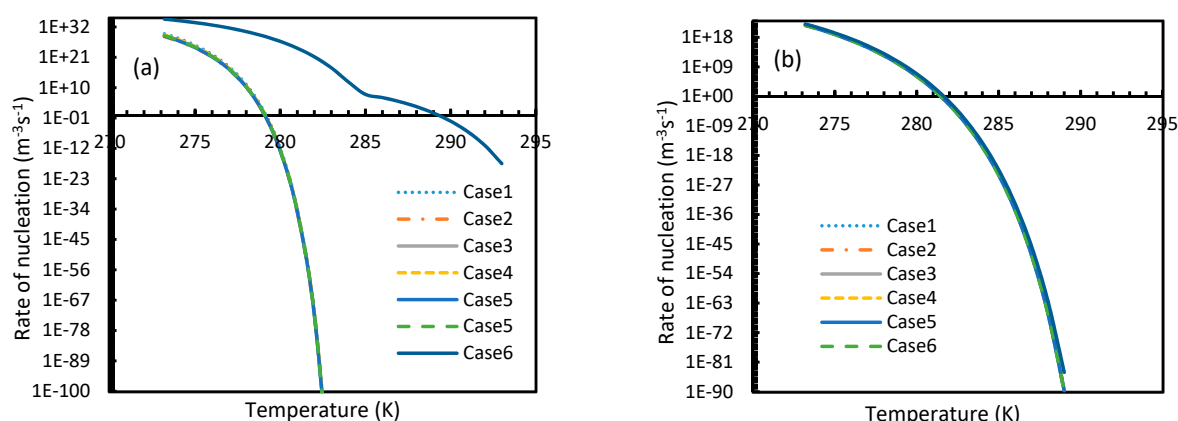 (a)
Rate of nucleation (m⁻³s⁻¹)
1E+32
1E+21
1E+10
1E-01
1E-12
1E-23
1E-34
1E-45
1E-56
1E-67
1E-78
1E-89
1E-100
270 275 280 285 290 295
Case1
Case2
Case3
Case4
Case5
Case5
Case6
Temperature (K)
(b)
Rate of nucleation (m⁻³s⁻¹)
1E+18
1E+09
1E+00
1E-09
1E-18
1E-27
1E-36
1E-45
1E-54
1E-63
1E-72
1E-81
1E-90
270 275 280 285 290 295
Case1
Case2
Case3
Case4
Case5
Case6
Temperature (K)